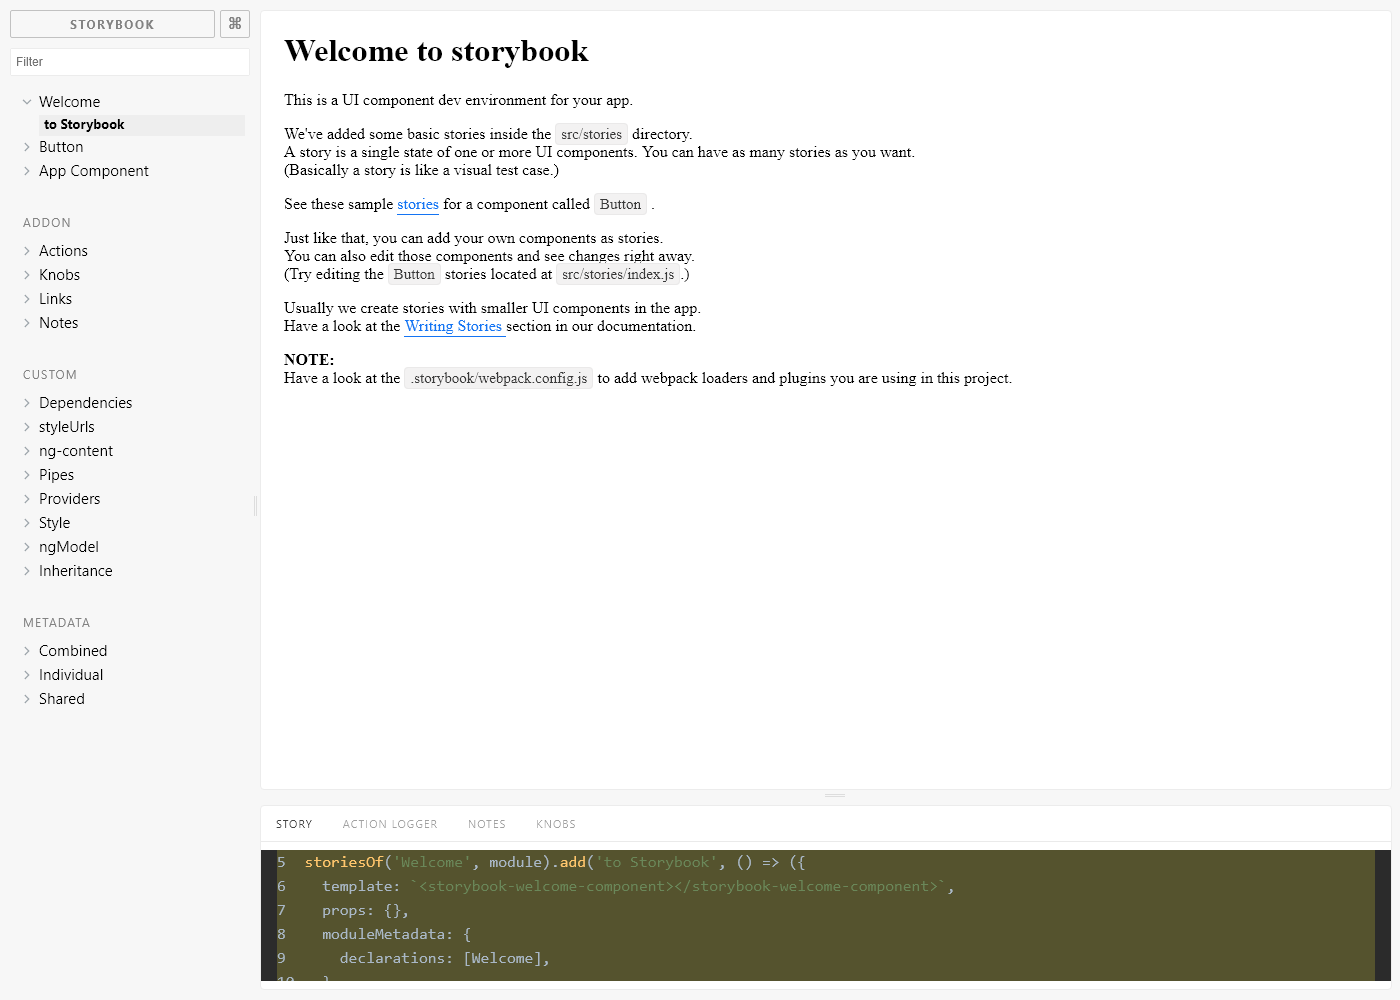 STORYBOOK
⌘
Filter
Welcome
to Storybook
Button
App Component
ADDON
Actions
Knobs
Links
Notes
CUSTOM
Dependencies
styleUrls
ng-content
Pipes
Providers
Style
ngModel
Inheritance
METADATA
Combined
Individual
Shared
Welcome to storybook
This is a UI component dev environment for your app.
We've added some basic stories inside the src/stories directory.
A story is a single state of one or more UI components. You can have as many stories as you want.
(Basically a story is like a visual test case.)
See these sample stories for a component called Button .
Just like that, you can add your own components as stories.
You can also edit those components and see changes right away.
(Try editing the Button stories located at src/stories/index.js.)
Usually we create stories with smaller UI components in the app.
Have a look at the Writing Stories section in our documentation.
NOTE:
Have a look at the .storybook/webpack.config.js to add webpack loaders and plugins you are using in this project.
STORY ACTION LOGGER NOTES KNOBS
5 storiesOf('Welcome', module).add('to Storybook', () => ({
6 template: `<storybook-welcome-component></storybook-welcome-component>`,
7 props: {},
8 moduleMetadata: {
9 declarations: [Welcome],
10 }